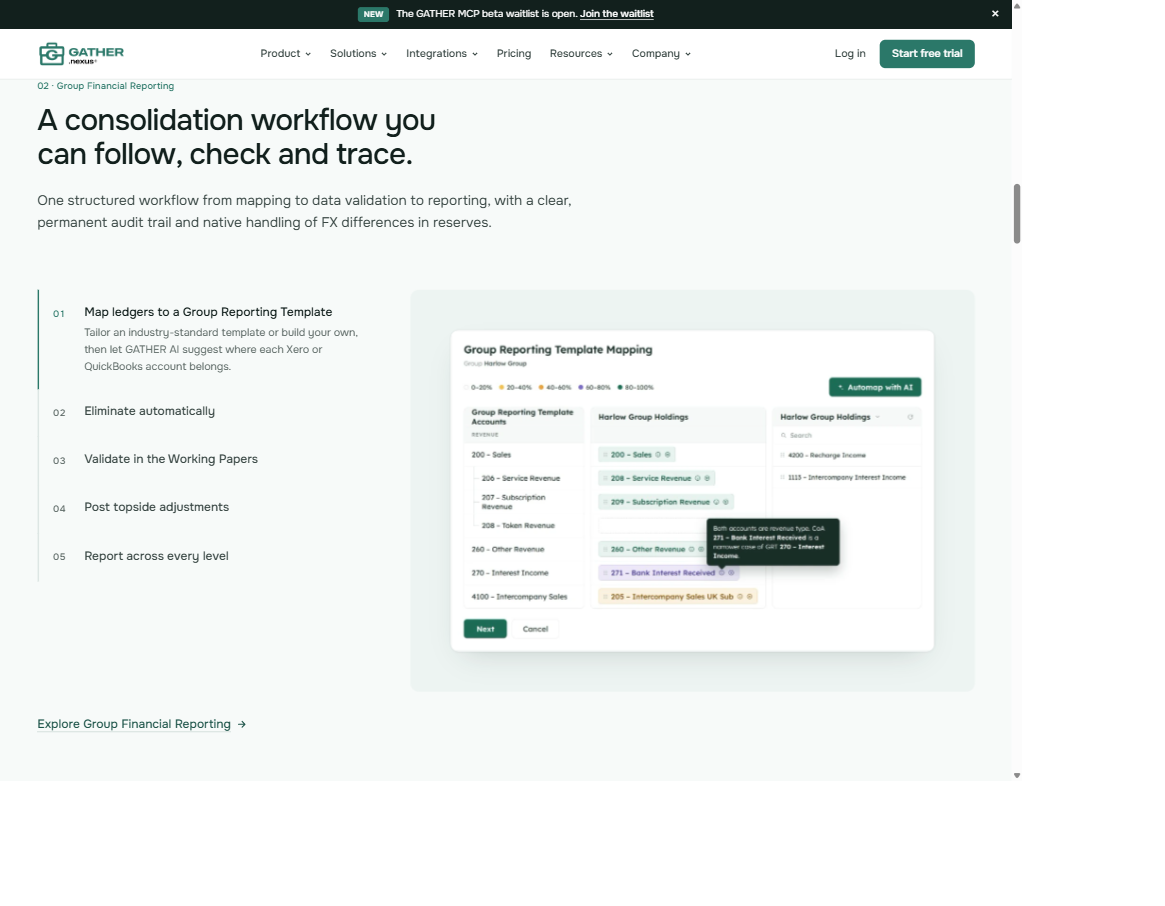 NEW The GATHER MCP beta waitlist is open. Join the waitlist
GATHER
.nexus
Product Solutions Integrations Pricing Resources Company
Log in Start free trial
02 · Group Financial Reporting
A consolidation workflow you
can follow, check and trace.
One structured workflow from mapping to data validation to reporting, with a clear,
permanent audit trail and native handling of FX differences in reserves.
01 Map ledgers to a Group Reporting Template
Tailor an industry-standard template or build your own,
then let GATHER AI suggest where each Xero or
QuickBooks account belongs.
02 Eliminate automatically
03 Validate in the Working Papers
04 Post topside adjustments
05 Report across every level
Group Reporting Template Mapping
Group Harlow Group
0-20% 20-40% 40-60% 60-80% 80-100%
Automap with AI
Group Reporting Template
Accounts
REVENUE
200 – Sales
206 – Service Revenue
207 – Subscription
Revenue
208 – Token Revenue
260 – Other Revenue
270 – Interest Income
4100 – Intercompany Sales
Harlow Group Holdings
200 – Sales
208 – Service Revenue
209 – Subscription Revenue
260 – Other Revenue
271 – Bank Interest Received
205 – Intercompany Sales UK Sub
Both accounts are revenue type. CoA
271 – Bank Interest Received is a
narrower case of GRT 270 – Interest
Income.
Harlow Group Holdings
Search
4200 – Recharge Income
1113 – Intercompany Interest Income
Next Cancel
Explore Group Financial Reporting →